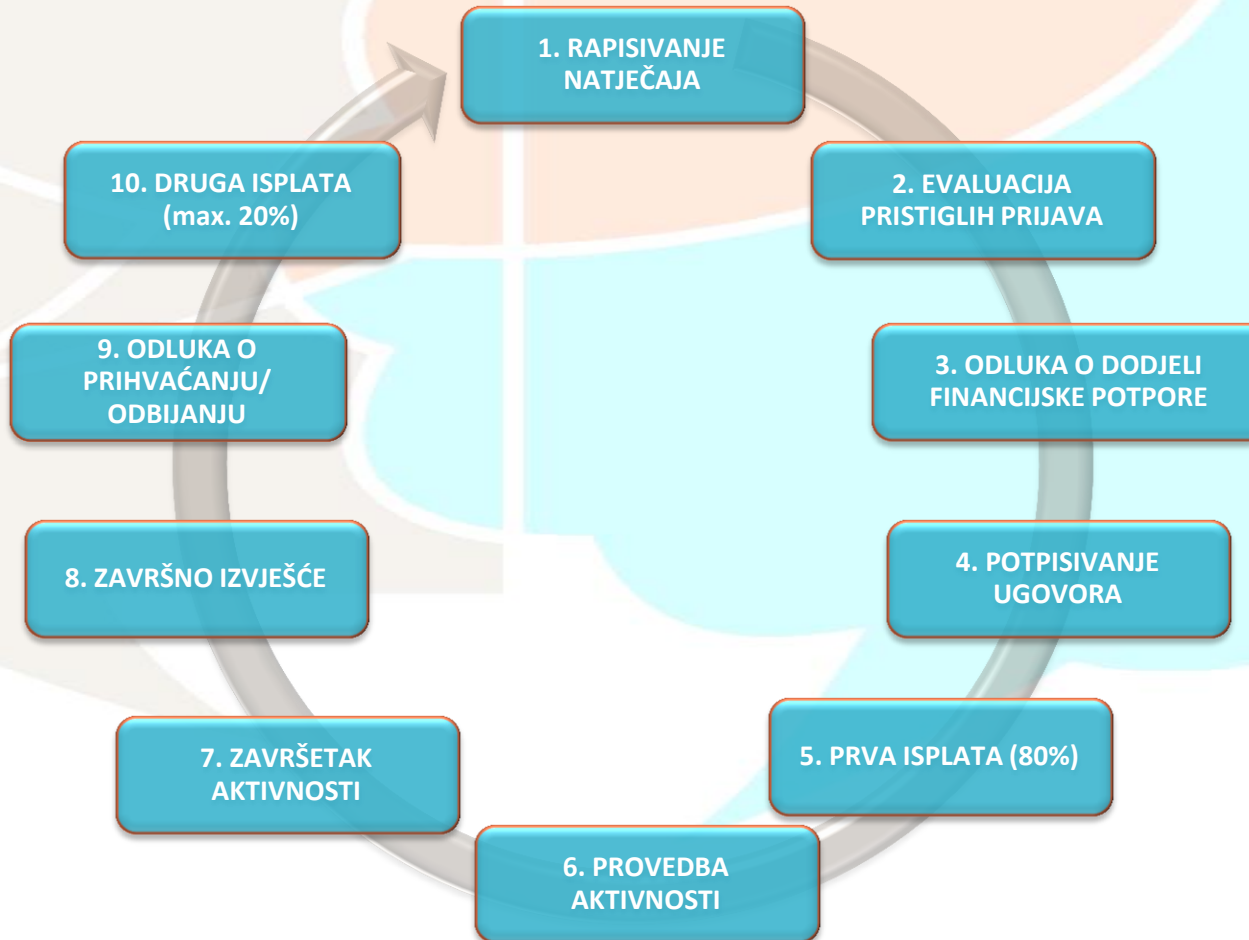 1. RAPISIVANJE
NATJEČAJA
2. EVALUACIJA
PRISTIGLIH PRIJAVA
3. ODLUKA O DODJELI
FINANCIJSKE POTPORE
4. POTPISIVANJE
UGOVORA
5. PRVA ISPLATA (80%)
6. PROVEDBA
AKTIVNOSTI
7. ZAVRŠETAK
AKTIVNOSTI
8. ZAVRŠNO IZVJEŠĆE
9. ODLUKA O
PRIHVAĆANJU/
ODBIJANJU
10. DRUGA ISPLATA
(max. 20%)